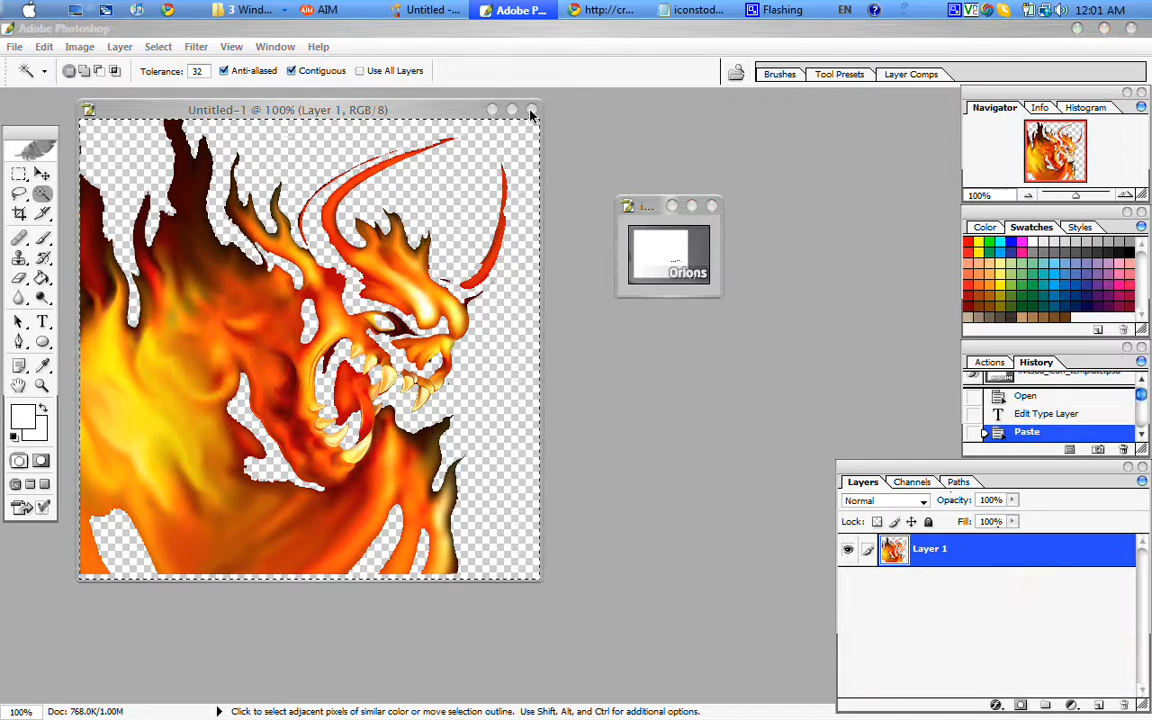 3 Wind... AIM Untitled -... Adobe P... http://cr... iconstod... Flashing EN 12:01 AM
Adobe Photoshop
File Edit Image Layer Select Filter View Window Help
Tolerance: 32 Anti-aliased Contiguous Use All Layers Brushes Tool Presets Layer Comps
Untitled-1 @ 100% (Layer 1, RGB/8)
Navigator Info Histogram
100%
i...
Orions
Color Swatches Styles
Actions History
Open
Edit Type Layer
Paste
Layers Channels Paths
Normal Opacity: 100%
Lock: Fill: 100%
Layer 1
100% Doc: 768.0K/1.00M Click to select adjacent pixels of similar color or move selection outline. Use Shift, Alt, and Ctrl for additional options.